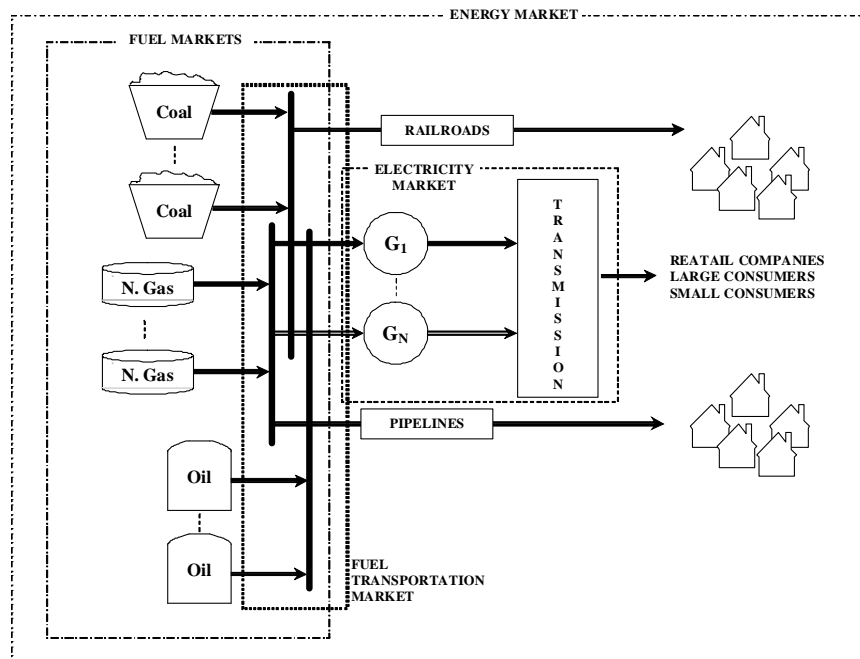 ENERGY MARKET
FUEL MARKETS
Coal
RAILROADS
ELECTRICITY
MARKET
Coal
TRANSMISSION
G1
REATAIL COMPANIES
LARGE CONSUMERS
SMALL CONSUMERS
N. Gas
GN
N. Gas
PIPELINES
Oil
Oil
FUEL
TRANSPORTATION
MARKET